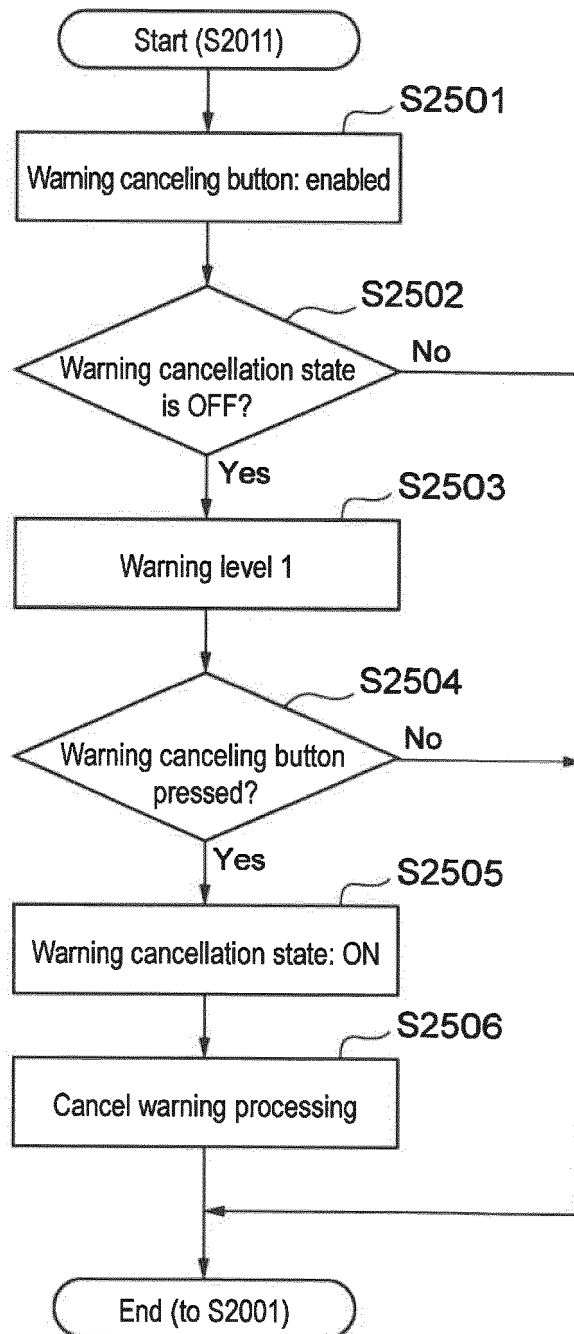 Start (S2011)
S2501
Warning canceling button: enabled
S2502
Warning cancellation state
is OFF?
No
Yes
S2503
Warning level 1
S2504
Warning canceling button
pressed?
No
Yes
S2505
Warning cancellation state: ON
S2506
Cancel warning processing
End (to S2001)